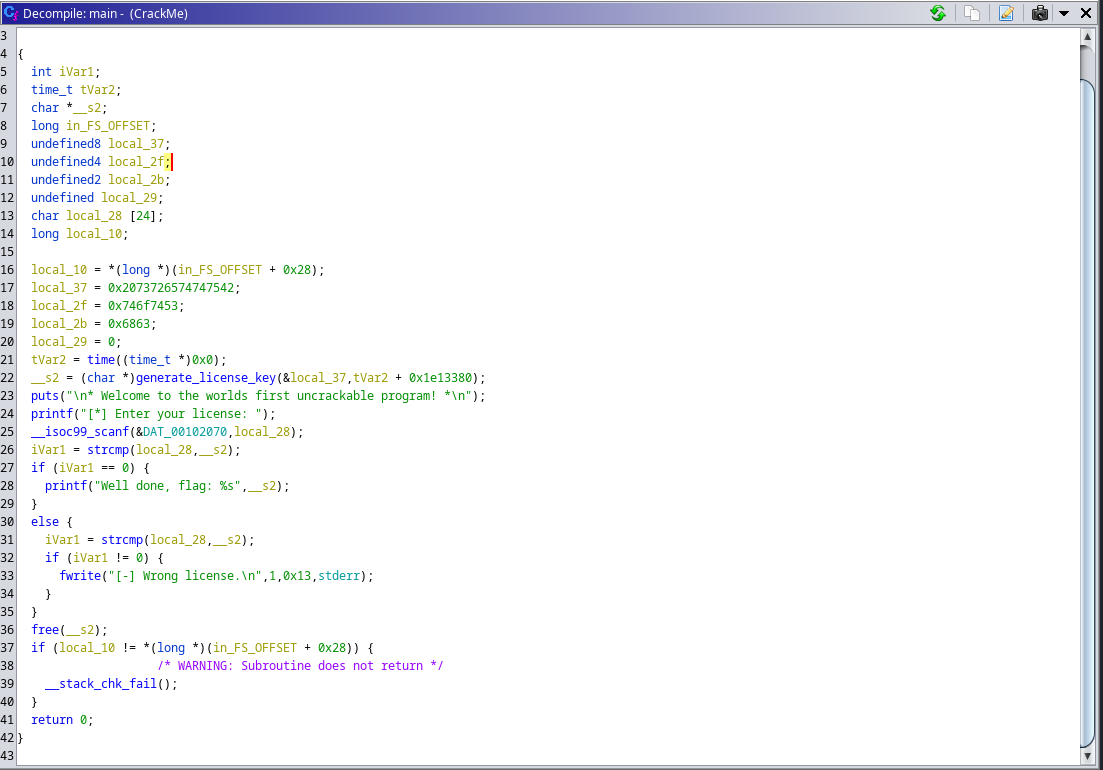 Decompile: main - (CrackMe)
3
4 {
5 int iVar1;
6 time_t tVar2;
7 char *__s2;
8 long in_FS_OFFSET;
9 undefined8 local_37;
10 undefined4 local_2f;
11 undefined2 local_2b;
12 undefined local_29;
13 char local_28 [24];
14 long local_10;
15
16 local_10 = *(long *)(in_FS_OFFSET + 0x28);
17 local_37 = 0x2073726574747542;
18 local_2f = 0x746f7453;
19 local_2b = 0x6863;
20 local_29 = 0;
21 tVar2 = time((time_t *)0x0);
22 __s2 = (char *)generate_license_key(&local_37,tVar2 + 0x1e13380);
23 puts("\n* Welcome to the worlds first uncrackable program! *\n");
24 printf("[*] Enter your license: ");
25 __isoc99_scanf(&DAT_00102070,local_28);
26 iVar1 = strcmp(local_28,__s2);
27 if (iVar1 == 0) {
28 printf("Well done, flag: %s",__s2);
29 }
30 else {
31 iVar1 = strcmp(local_28,__s2);
32 if (iVar1 != 0) {
33 fwrite("[-] Wrong license.\n",1,0x13,stderr);
34 }
35 }
36 free(__s2);
37 if (local_10 != *(long *)(in_FS_OFFSET + 0x28)) {
38 /* WARNING: Subroutine does not return */
39 __stack_chk_fail();
40 }
41 return 0;
42 }
43